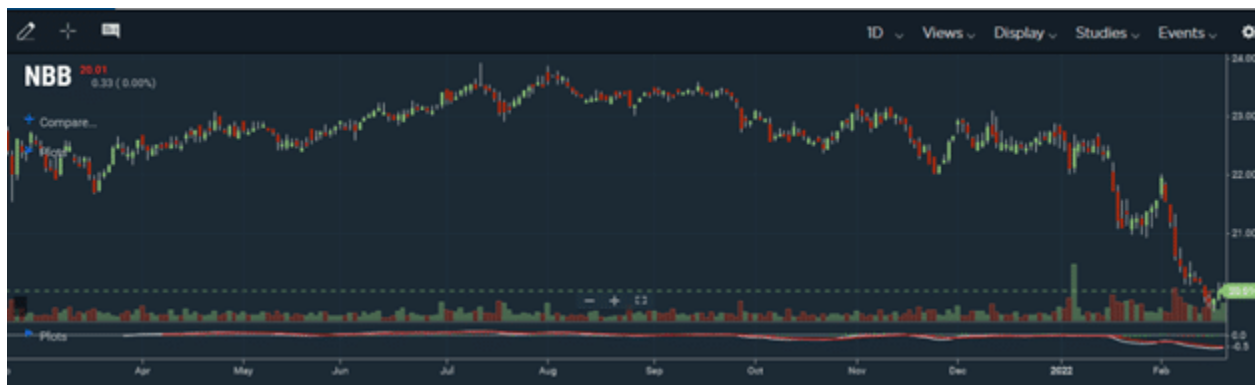 1D Views Display Studies Events
NBB 20.01
0.33 ( 0.00%)
Compare...
Plots
24.00
23.00
22.00
21.00
Plots
0.0
-0.5
Apr May Jun Jul Aug Sep Oct Nov Dec 2022 Feb